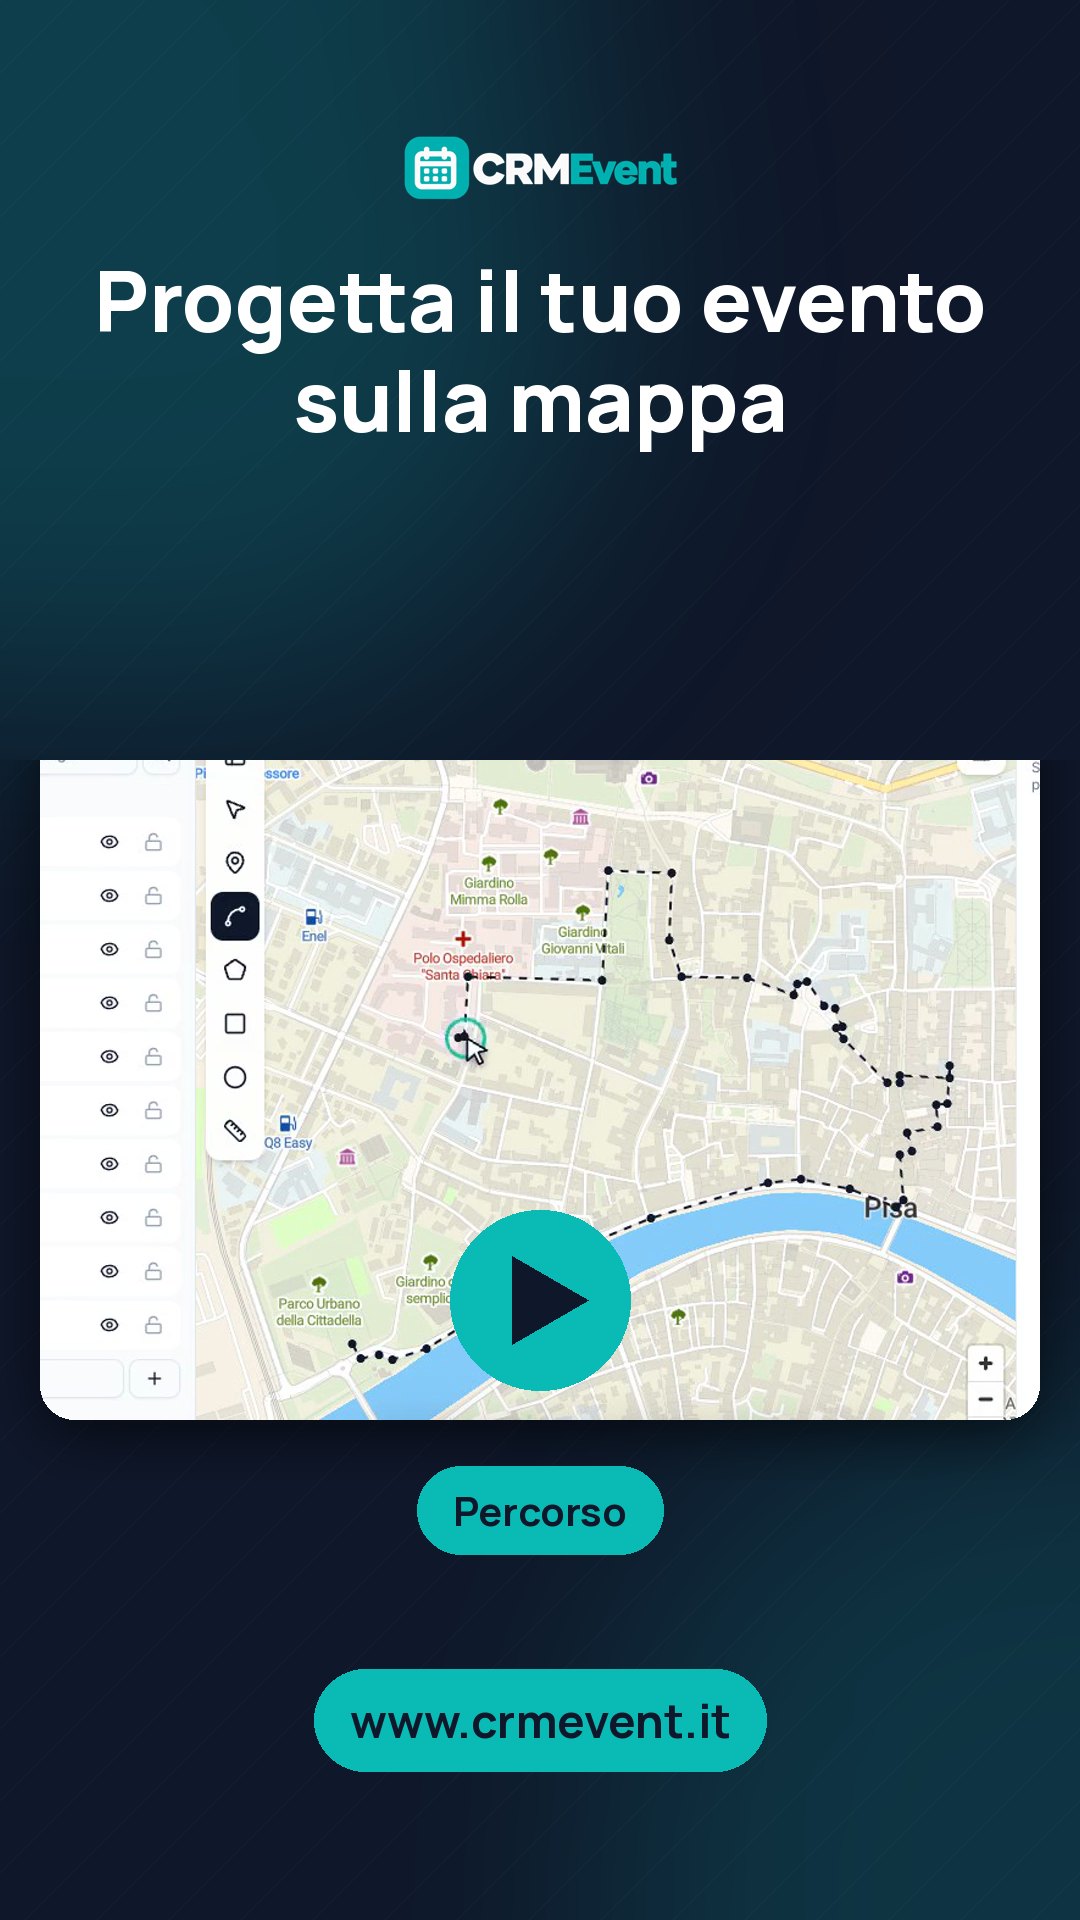 CRMEvent
Progetta il tuo evento
sulla mappa
ssore
Giardino
Mimma Rolla
Enel
Giardino
Giovanni Vitali
Polo Ospedaliero
"Santa Chiara"
Q8 Easy
Pisa
Giardino
Parco Urbano
della Cittadella
+
−
Percorso
www.crmevent.it